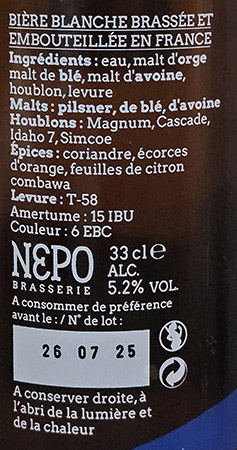 BIÈRE BLANCHE BRASSÉE ET
EMBOUTEILLÉE EN FRANCE
Ingrédients : eau, malt d'orge
malt de blé, malt d'avoine,
houblon, levure
Malts : pilsner, de blé, d'avoine
Houblons : Magnum, Cascade,
Idaho 7, Simcoe
Épices : coriandre, écorces
d'orange, feuilles de citron
combawa
Levure : T-58
Amertume : 15 IBU
Couleur : 6 EBC
NEPO
BRASSERIE
33 cl e
ALC.
5.2% VOL.
A consommer de préférence
avant le : / N° de lot :
26 07 25
A conserver droite, à
l'abri de la lumière et
de la chaleur